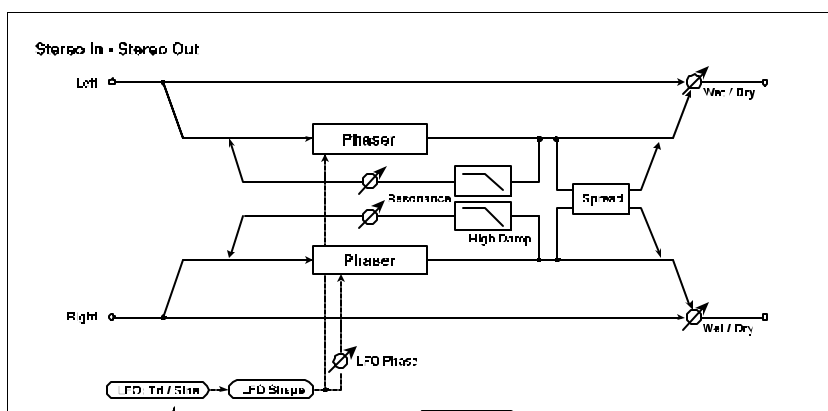 Stereo In - Stereo Out
Left
Wet / Dry
Phaser
Resonance
Spread
High Damp
Phaser
Right
Wet / Dry
LFO Phase
LFO: Tri / Sine
LFO Shape